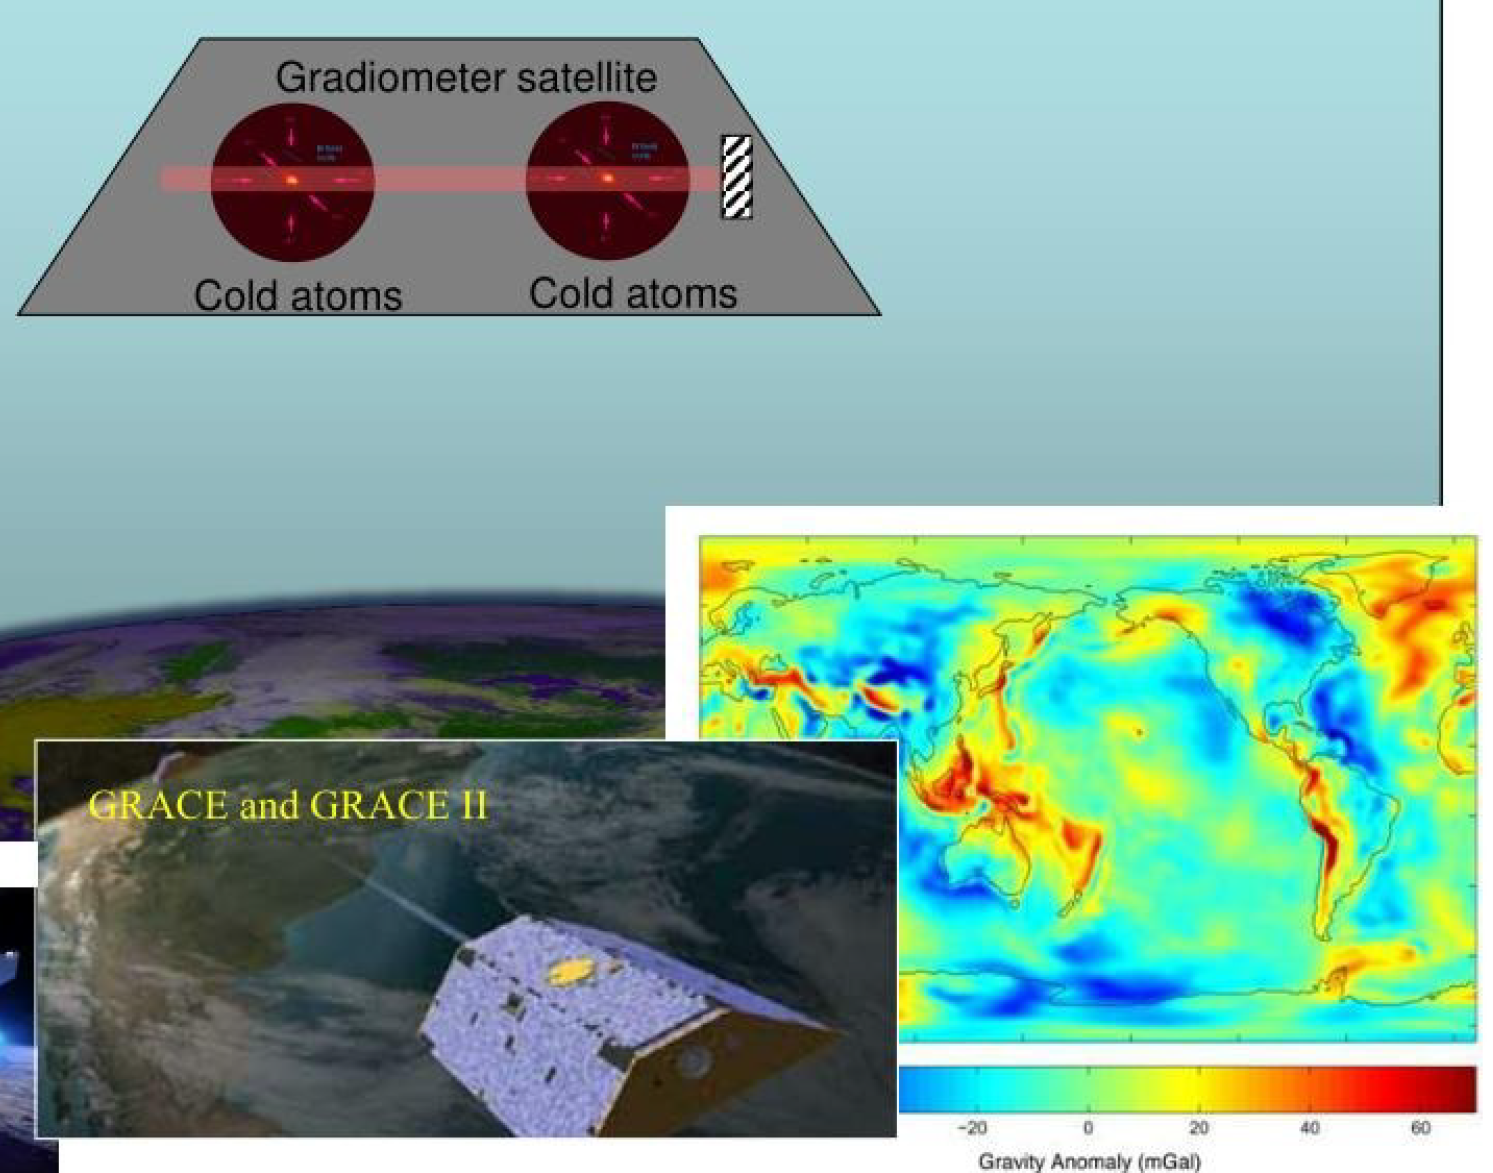 Gradiometer satellite
Cold atoms
Cold atoms
GRACE and GRACE II
−20
0
20
40
60
Gravity Anomaly (mGal)